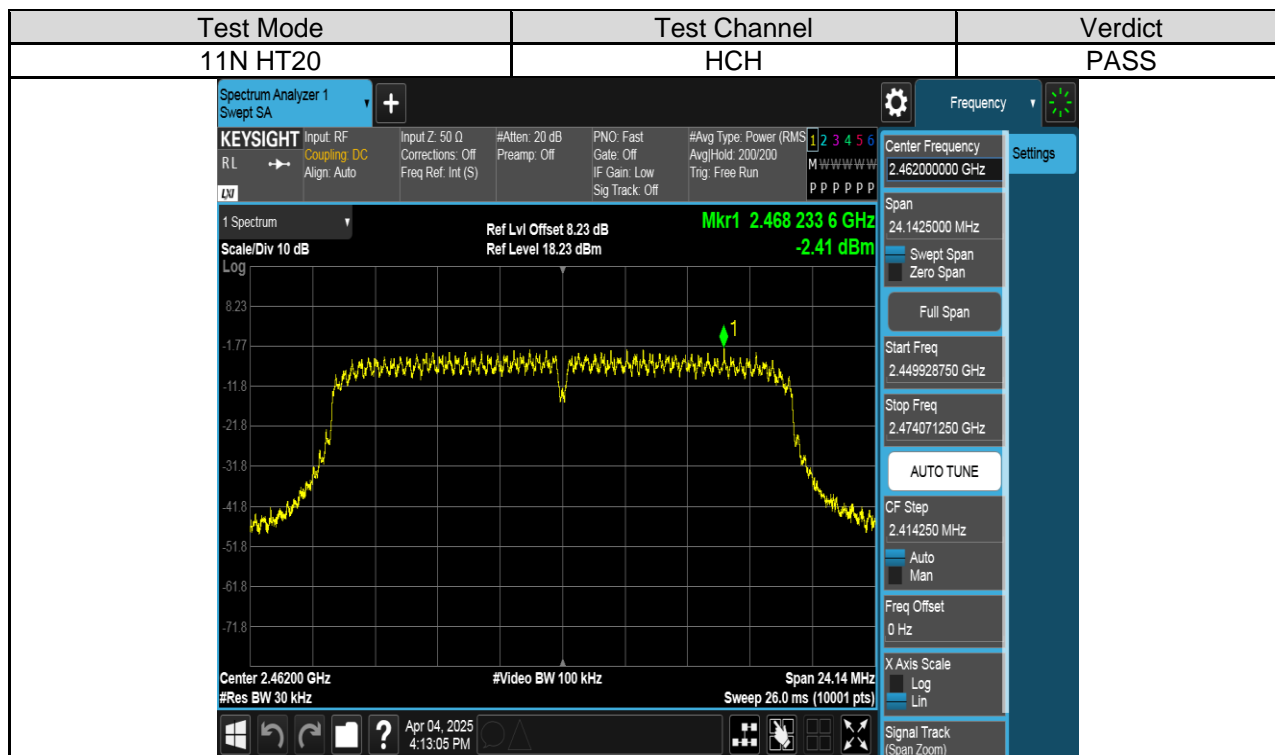 Test Mode Test Channel Verdict
11N HT20 HCH PASS
Spectrum Analyzer 1
Swept SA
+
Frequency
KEYSIGHT
RL
LXI
Input: RF
Coupling: DC
Align: Auto
Input Z: 50 Ω
Corrections: Off
Freq Ref: Int (S)
#Atten: 20 dB
Preamp: Off
PNO: Fast
Gate: Off
IF Gain: Low
Sig Track: Off
#Avg Type: Power (RMS
Avg|Hold: 200/200
Trig: Free Run
1 2 3 4 5 6
M W W W W W
P P P P P P
1 Spectrum
Scale/Div 10 dB
Log
Ref Lvl Offset 8.23 dB
Ref Level 18.23 dBm
Mkr1 2.468 233 6 GHz
-2.41 dBm
1
8.23
-1.77
-11.8
-21.8
-31.8
-41.8
-51.8
-61.8
-71.8
Center 2.46200 GHz
#Res BW 30 kHz
#Video BW 100 kHz
Span 24.14 MHz
Sweep 26.0 ms (10001 pts)
Center Frequency
2.462000000 GHz
Settings
Span
24.1425000 MHz
Swept Span
Zero Span
Full Span
Start Freq
2.449928750 GHz
Stop Freq
2.474071250 GHz
AUTO TUNE
CF Step
2.414250 MHz
Auto
Man
Freq Offset
0 Hz
X Axis Scale
Log
Lin
Signal Track
(Span Zoom)
?
Apr 04, 2025
4:13:05 PM